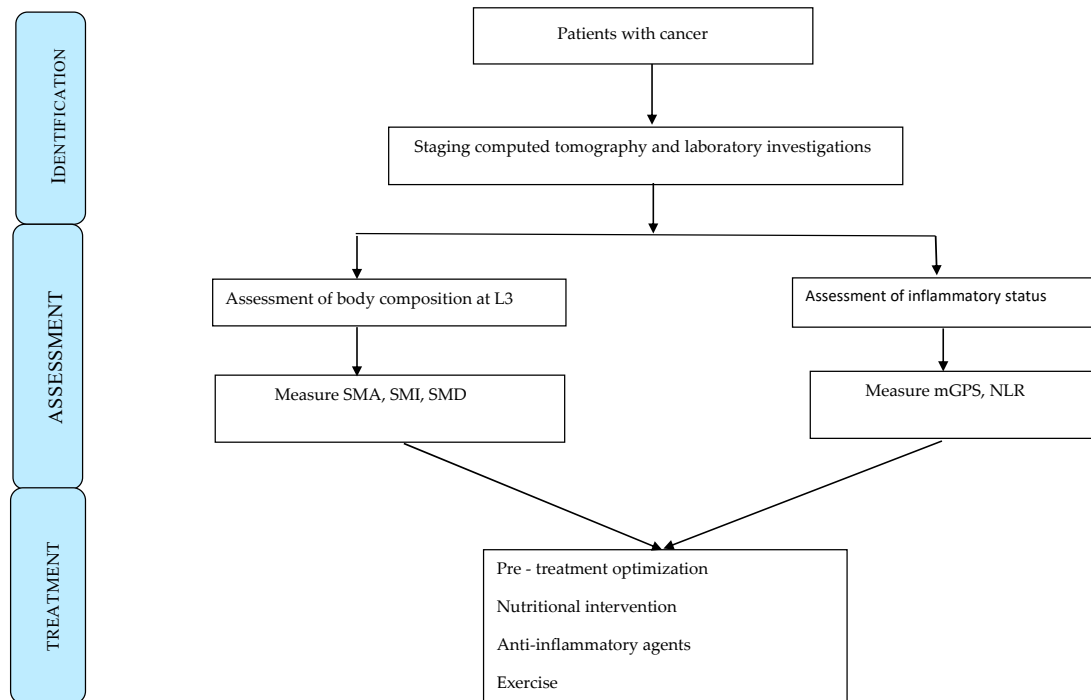 IDENTIFICATION
Patients with cancer
Staging computed tomography and laboratory investigations
ASSESSMENT
Assessment of body composition at L3
Assessment of inflammatory status
Measure SMA, SMI, SMD
Measure mGPS, NLR
TREATMENT
Pre - treatment optimization
Nutritional intervention
Anti-inflammatory agents
Exercise